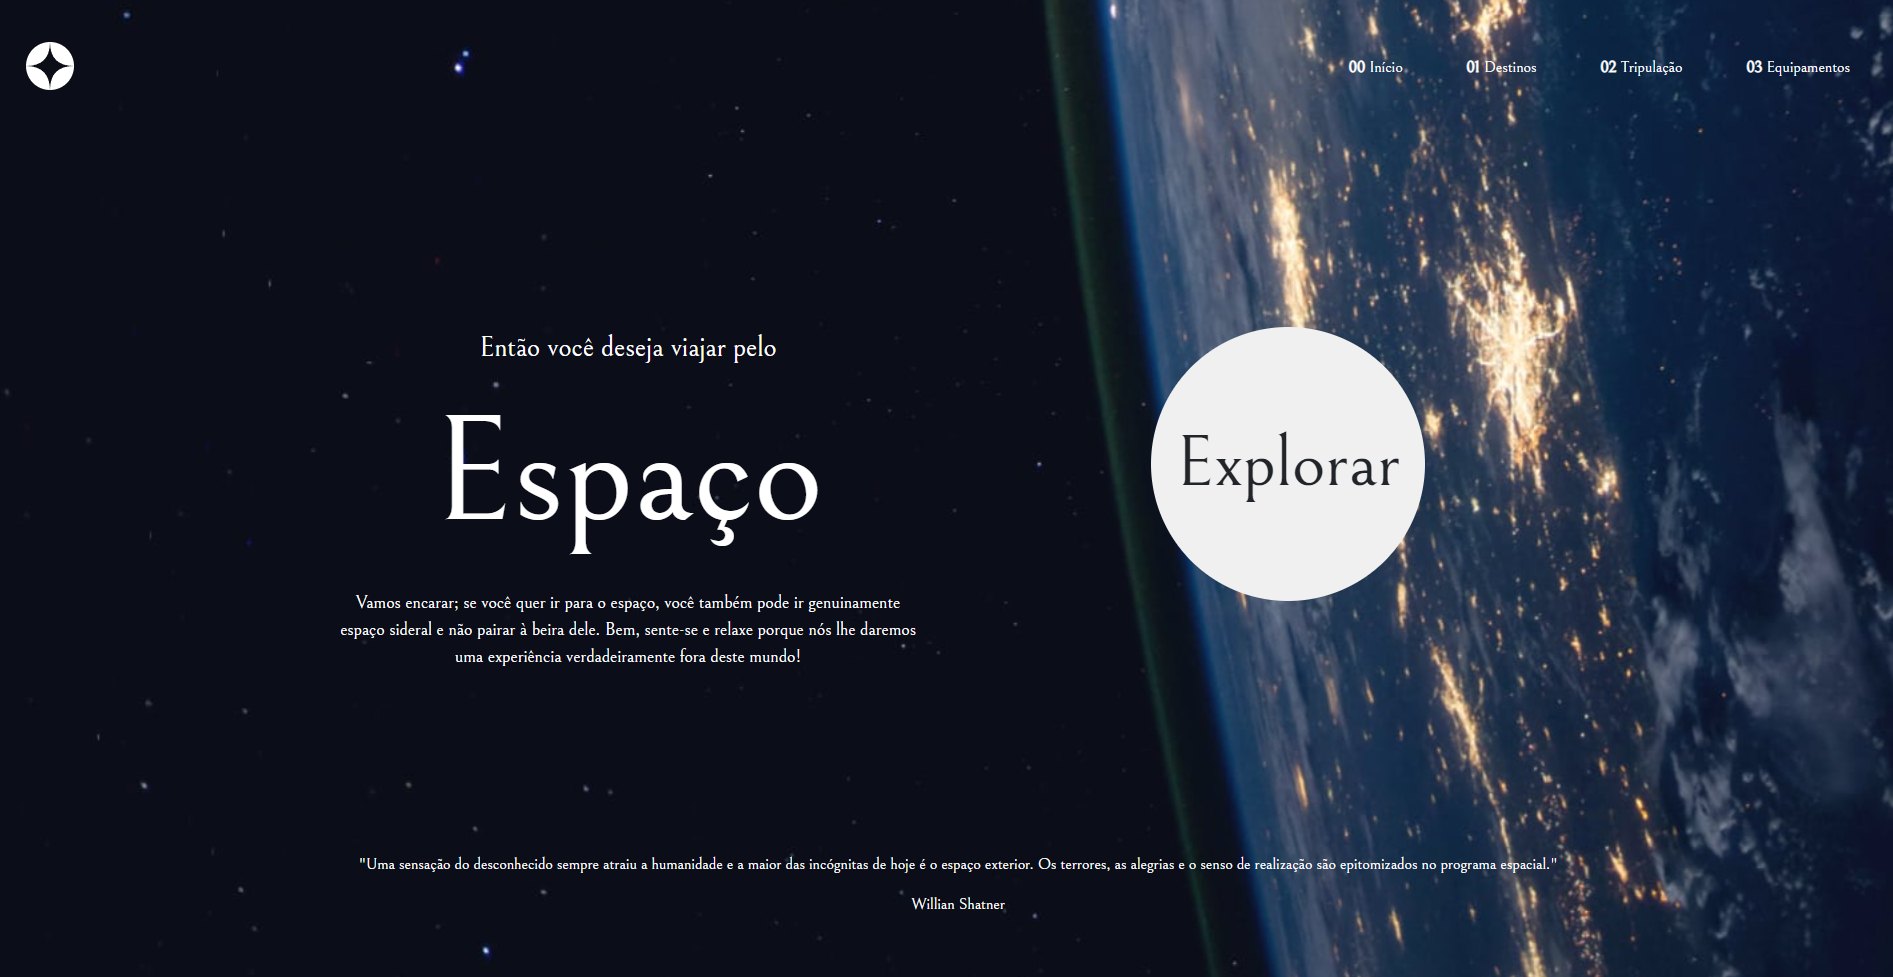 00 Início 01 Destinos 02 Tripulação 03 Equipamentos
Então você deseja viajar pelo
Espaço
Explorar
Vamos encarar; se você quer ir para o espaço, você também pode ir genuinamente
espaço sideral e não pairar à beira dele. Bem, sente-se e relaxe porque nós lhe daremos
uma experiência verdadeiramente fora deste mundo!
"Uma sensação do desconhecido sempre atraiu a humanidade e a maior das incógnitas de hoje é o espaço exterior. Os terrores, as alegrias e o senso de realização são epitomizados no programa espacial."
Willian Shatner